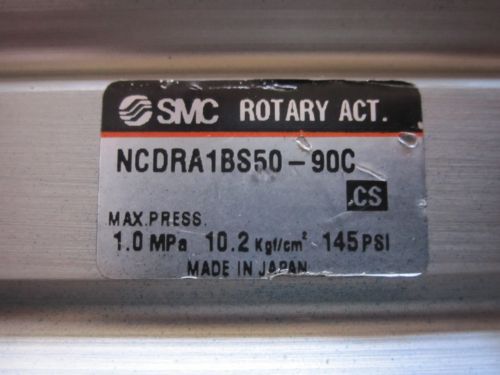 SMC ROTARY ACT.
NCDRA1BS50-90C
CS
MAX.PRESS.
1.0 MPa 10.2 Kgf/cm² 145 PSI
MADE IN JAPAN